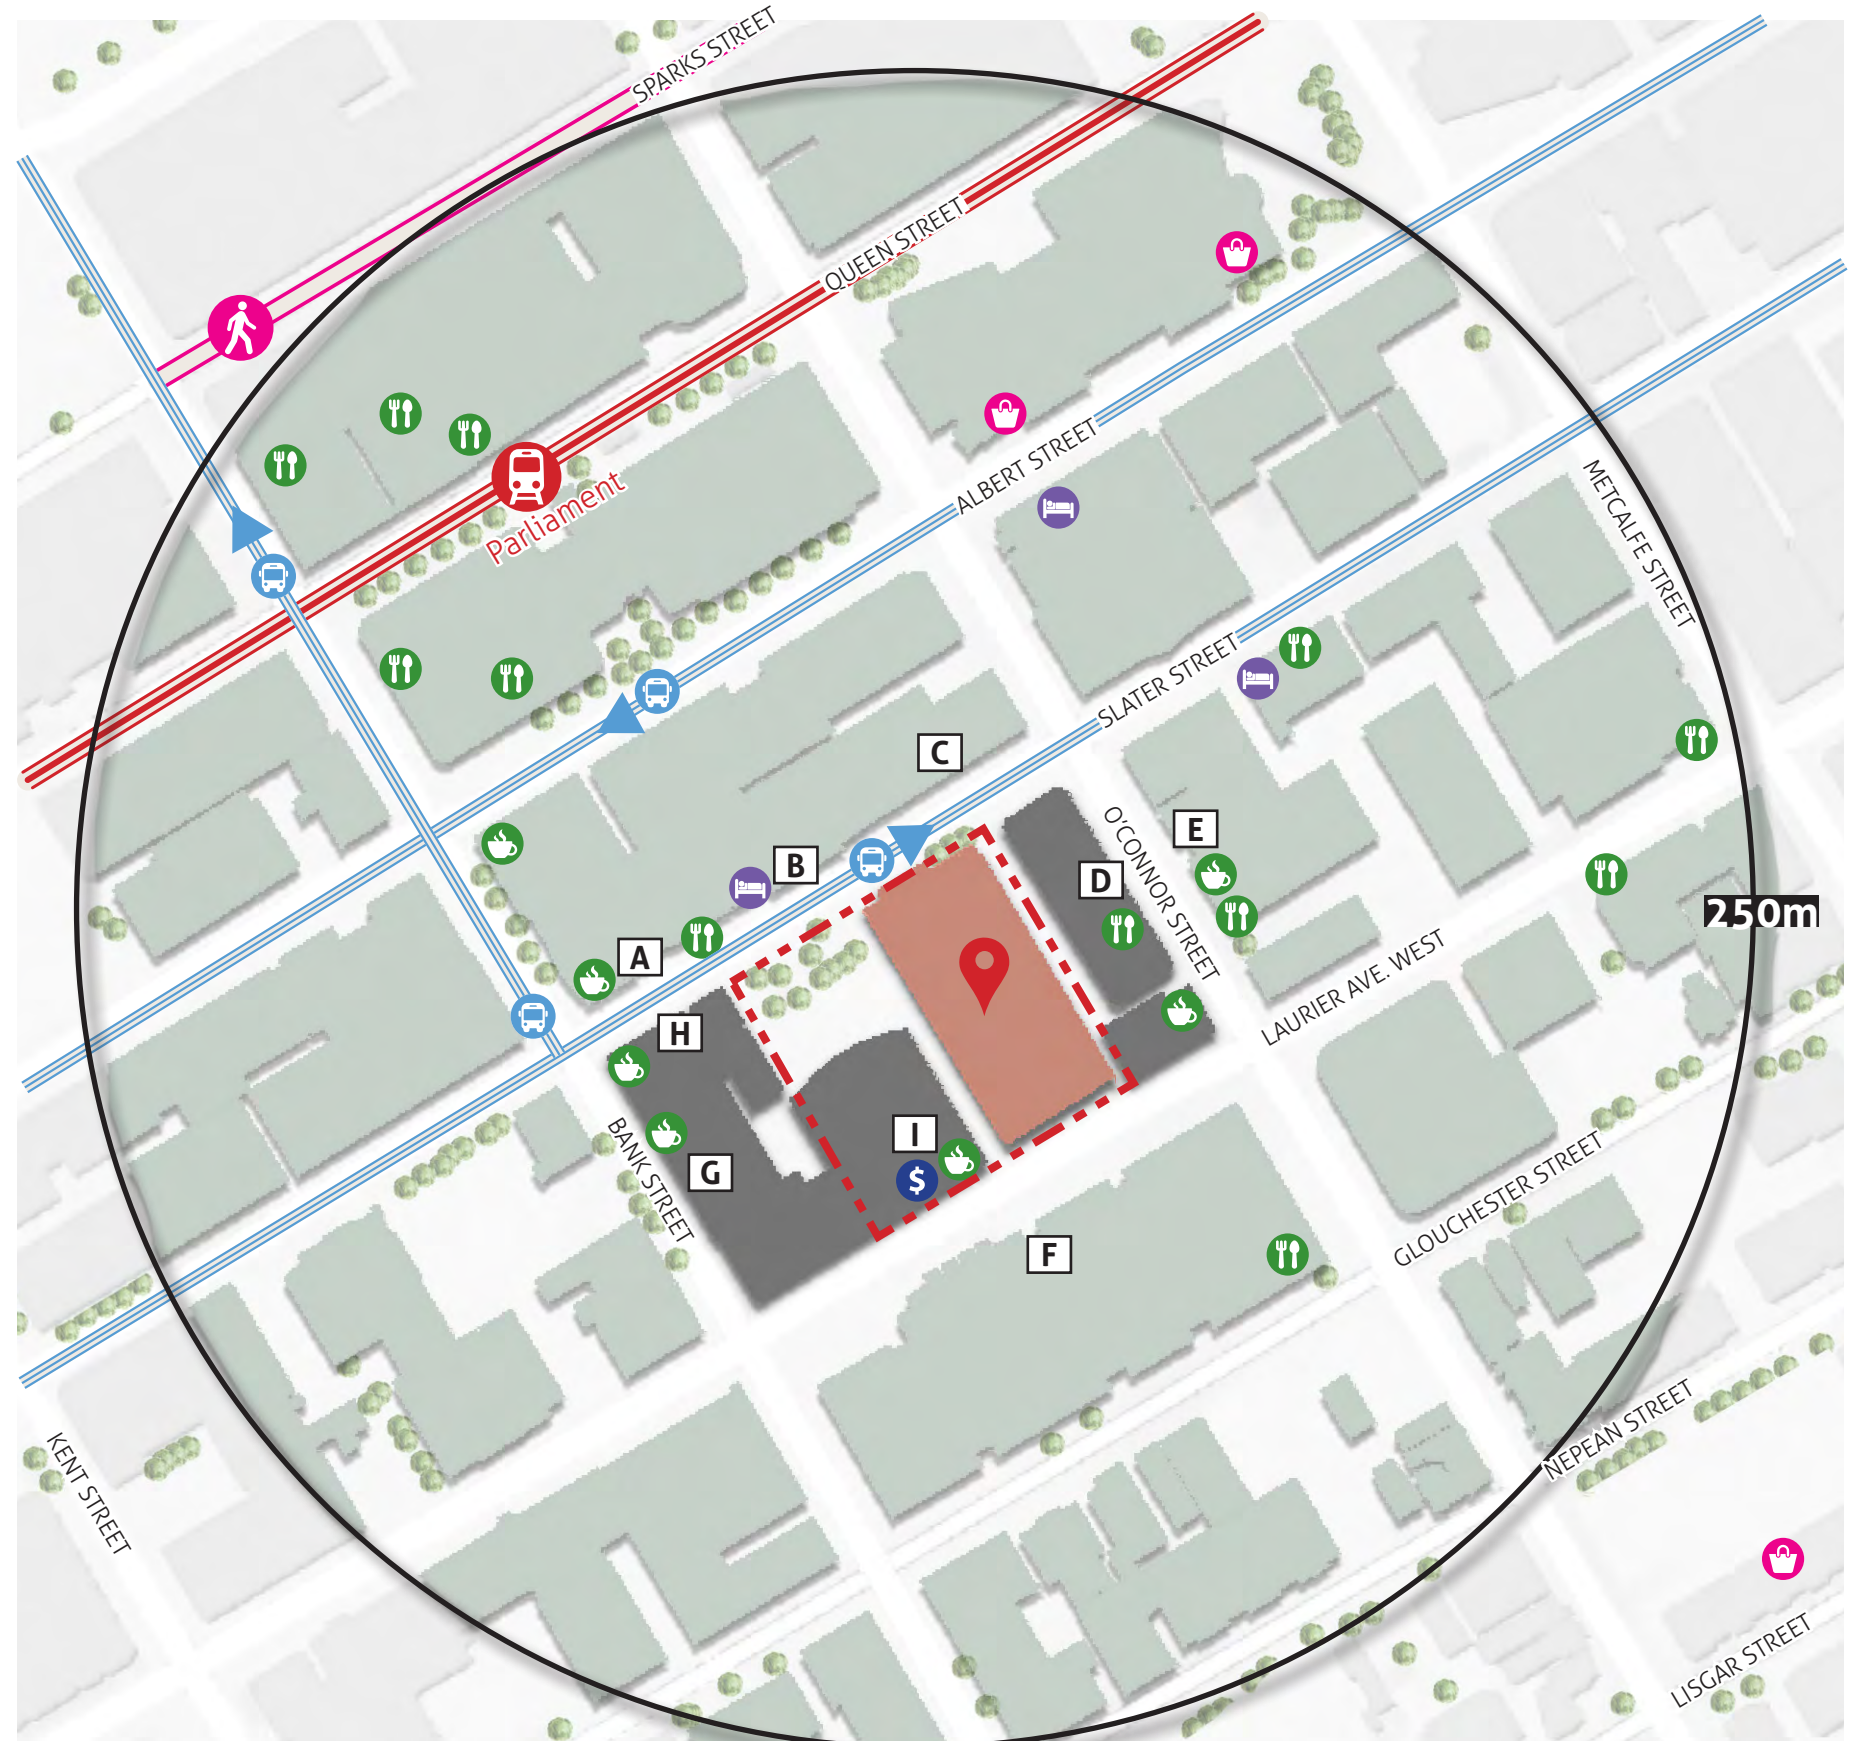 SPARKS STREET
QUEEN STREET
ALBERT STREET
Parliament
METCALFE STREET
SLATER STREET
C
O'CONNOR STREET
E
B
D
250m
A
LAURIER AVE. WEST
H
I
$
BANK STREET
G
GLOUCHESTER STREET
F
NEPEAN STREET
KENT STREET
LISGAR STREET